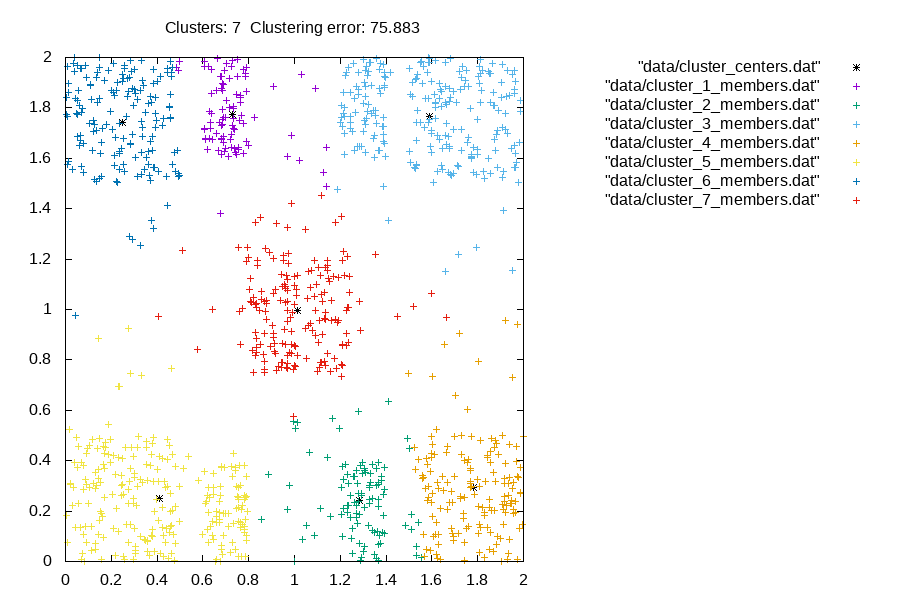 Clusters: 7  Clustering error: 75.883
"data/cluster_centers.dat"
"data/cluster_1_members.dat"
"data/cluster_2_members.dat"
"data/cluster_3_members.dat"
"data/cluster_4_members.dat"
"data/cluster_5_members.dat"
"data/cluster_6_members.dat"
"data/cluster_7_members.dat"
2
1.8
1.6
1.4
1.2
1
0.8
0.6
0.4
0.2
0
0 0.2 0.4 0.6 0.8 1 1.2 1.4 1.6 1.8 2